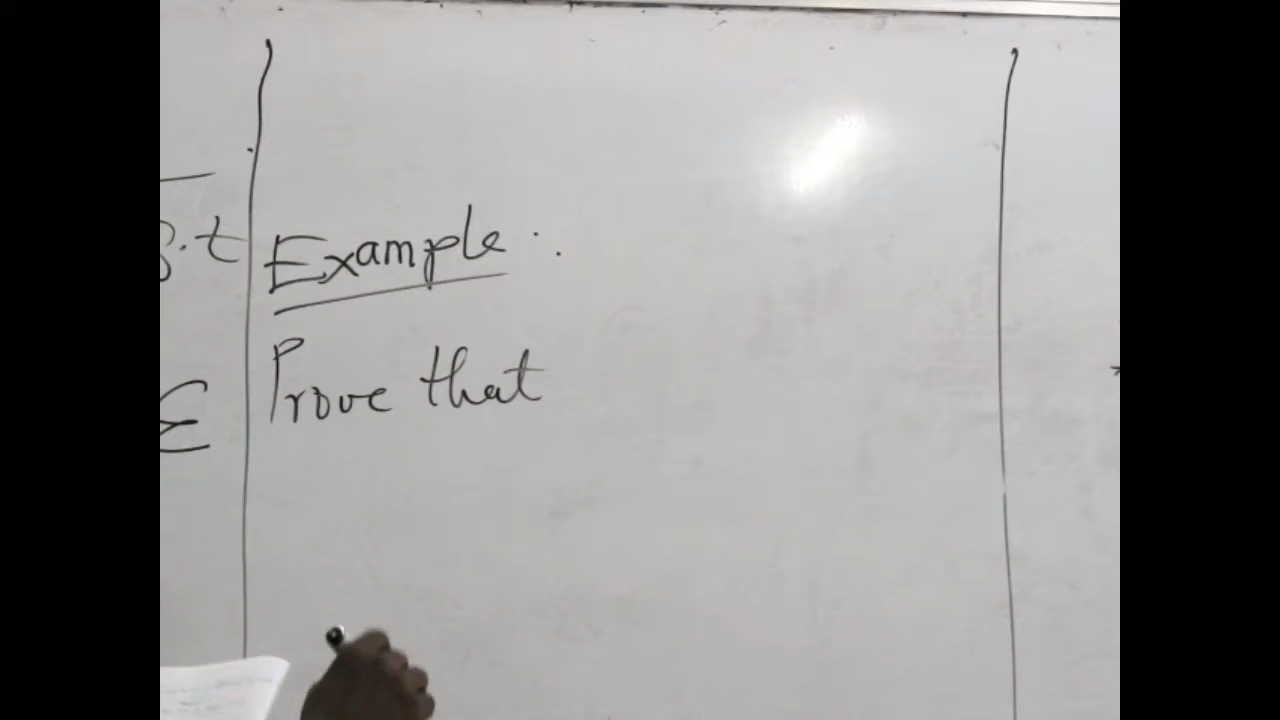 s.t
Example :.
Prove that
Σ